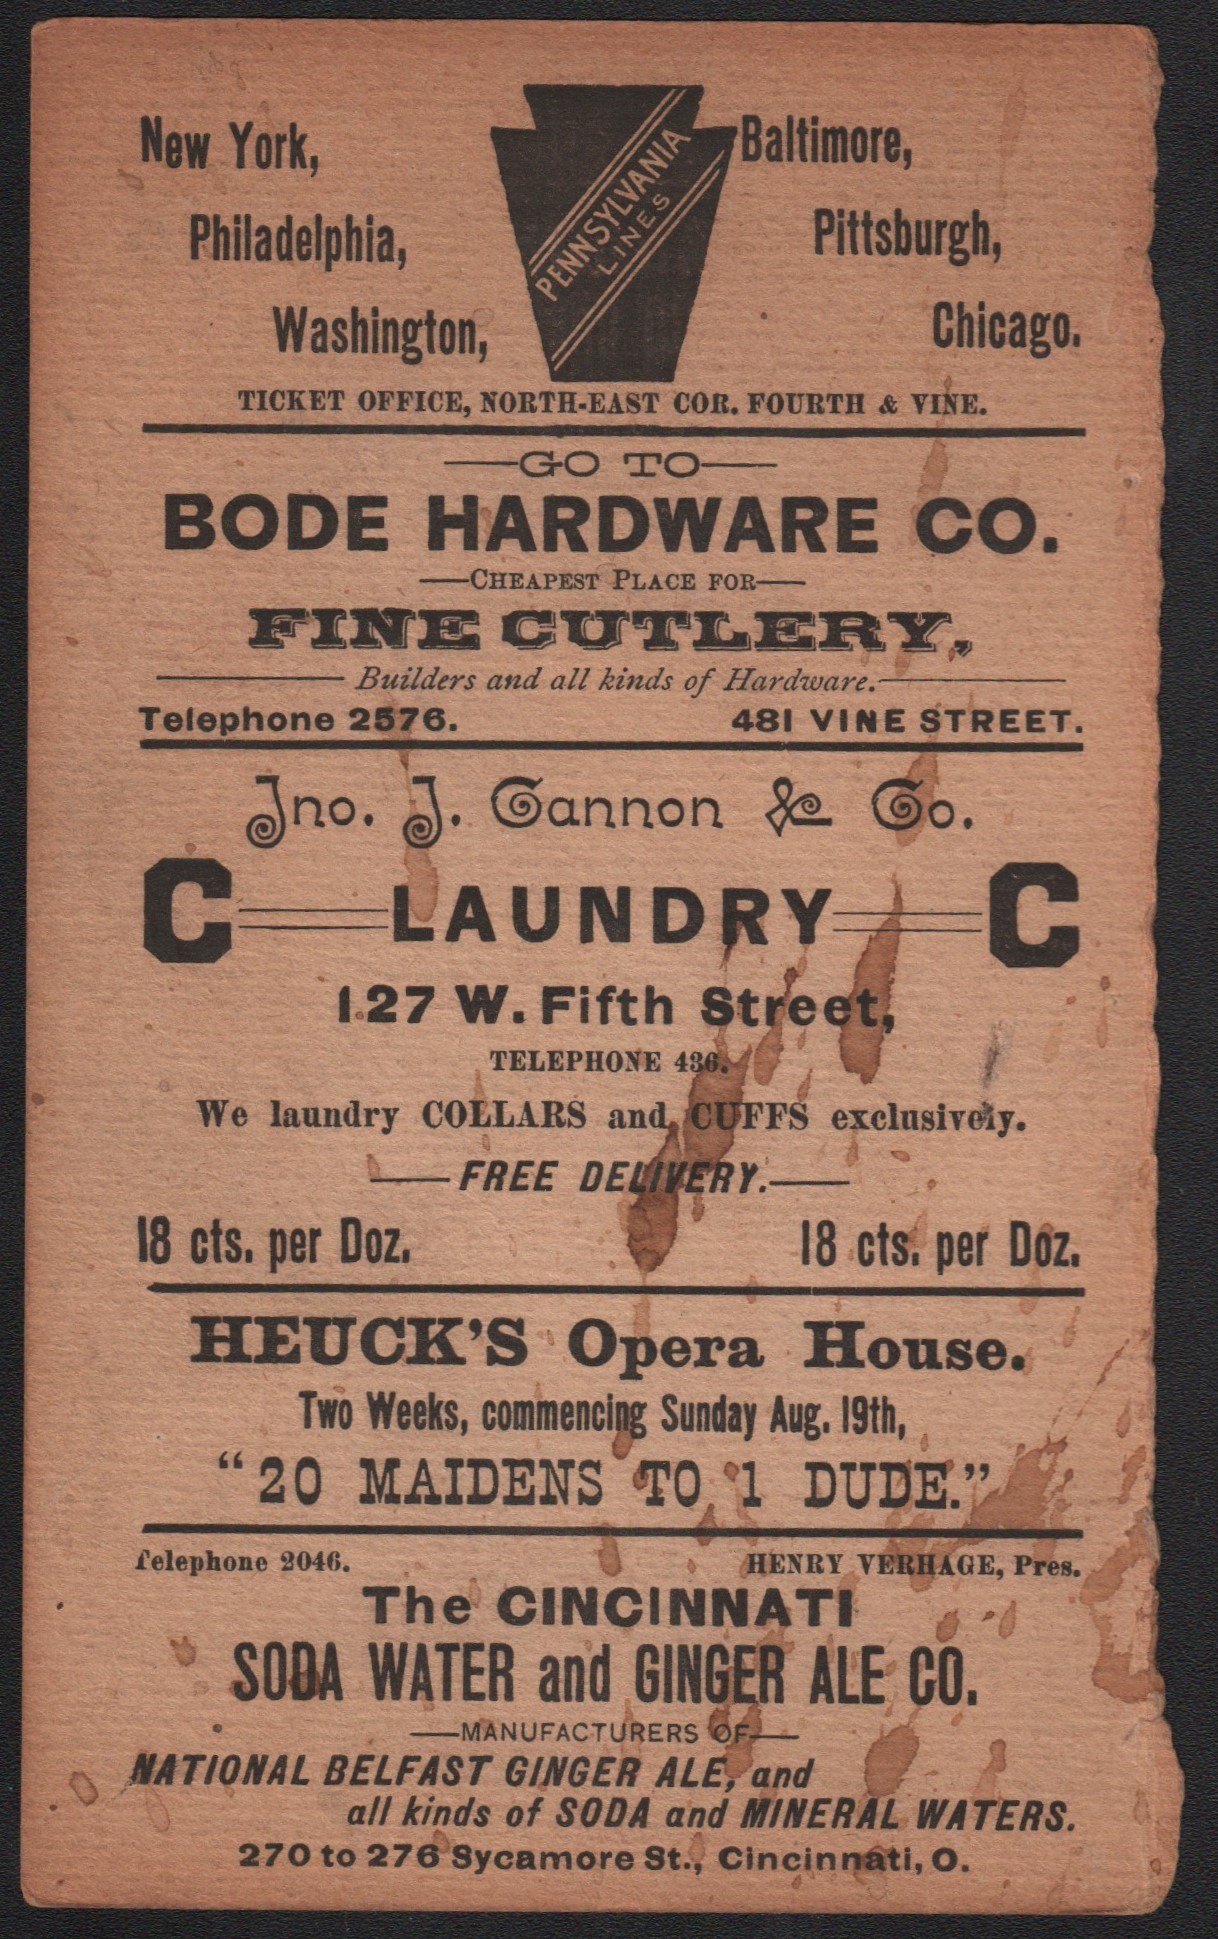 New York,
Philadelphia,
Washington,
PENNSYLVANIA
LINES
Baltimore,
Pittsburgh,
Chicago.
TICKET OFFICE, NORTH-EAST COR. FOURTH & VINE.
GO TO
BODE HARDWARE CO.
CHEAPEST PLACE FOR
FINE CUTLERY,
Builders and all kinds of Hardware.
Telephone 2576. 481 VINE STREET.
Jno. J. Gannon & Co.
C LAUNDRY C
127 W. Fifth Street,
TELEPHONE 436.
We laundry COLLARS and CUFFS exclusively.
FREE DELIVERY.
18 cts. per Doz. 18 cts. per Doz.
HEUCK'S Opera House.
Two Weeks, commencing Sunday Aug. 19th,
"20 MAIDENS TO 1 DUDE."
Telephone 2046. HENRY VERHAGE, Pres.
The CINCINNATI
SODA WATER and GINGER ALE CO.
MANUFACTURERS OF
NATIONAL BELFAST GINGER ALE, and
all kinds of SODA and MINERAL WATERS.
270 to 276 Sycamore St., Cincinnati, O.